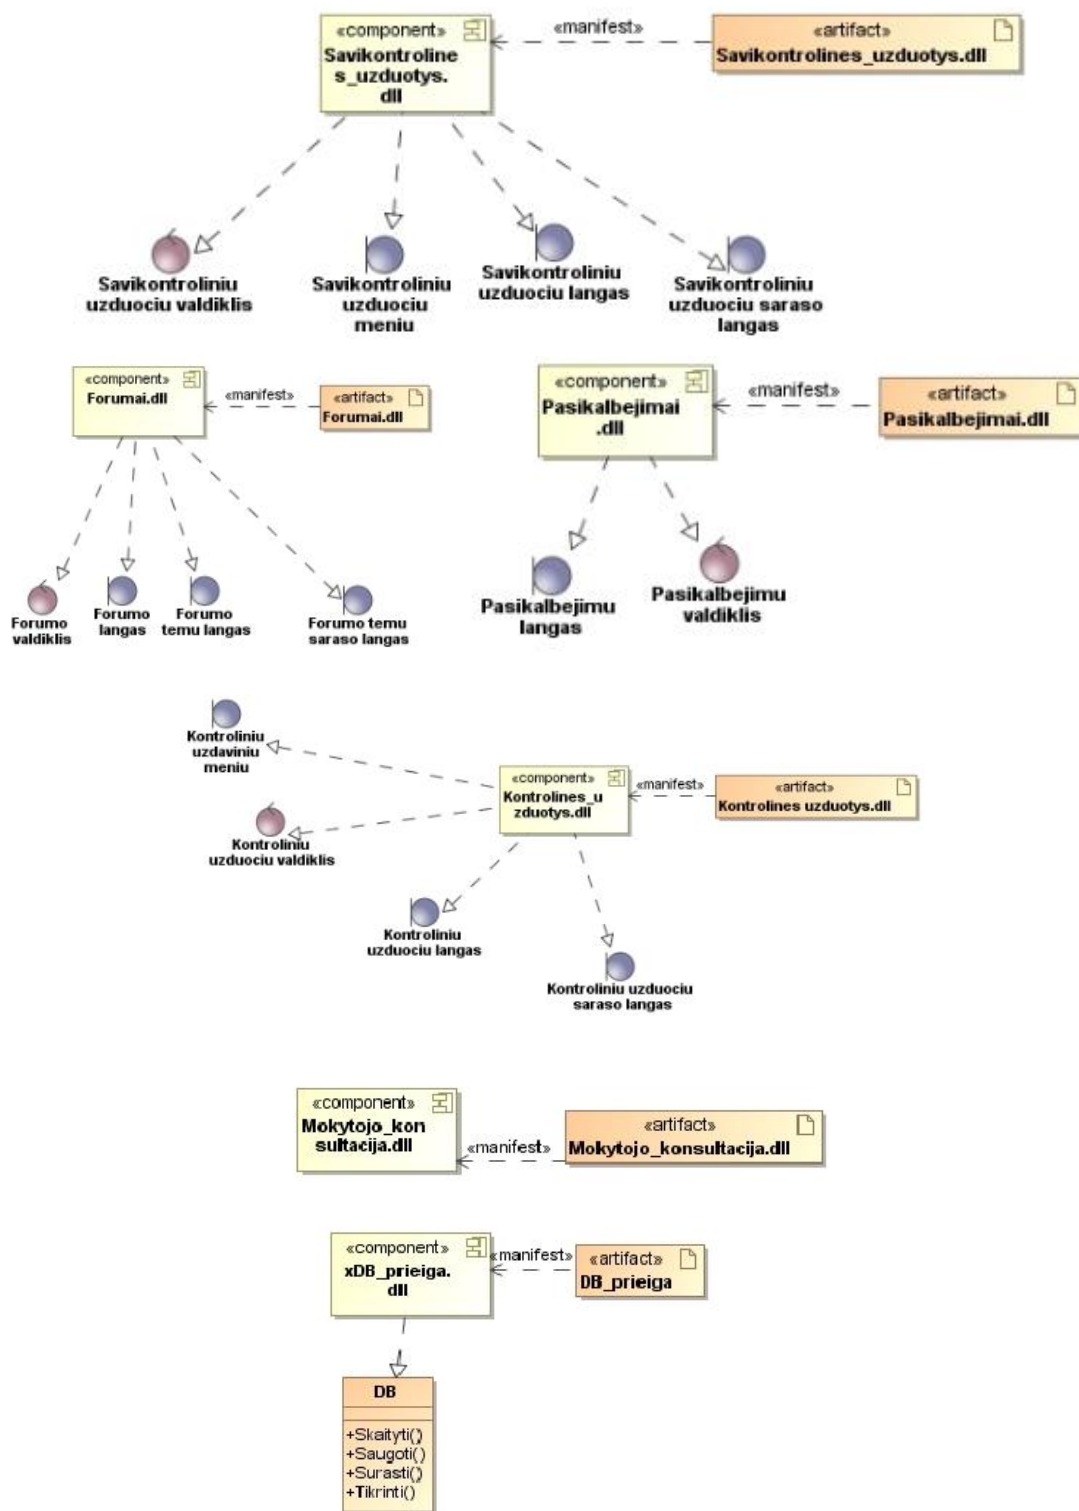 «component»
Savikontroline
s_uzduotys.
dll
«manifest»
«artifact»
Savikontrolines_uzduotys.dll
Savikontroliniu
uzduociu valdiklis
Savikontroliniu
uzduociu
meniu
Savikontroliniu
uzduociu langas
Savikontroliniu
uzduociu saraso
langas
«component»
Forumai.dll
«manifest»
«artifact»
Forumai.dll
Forumo
valdiklis
Forumo
langas
Forumo
temu langas
Forumo temu
saraso langas
«component»
Pasikalbejimai
.dll
«manifest»
«artifact»
Pasikalbejimai.dll
Pasikalbejimu
langas
Pasikalbejimu
valdiklis
Kontroliniu
uzdaviniu
meniu
Kontroliniu
uzduociu valdiklis
«component»
Kontrolines_u
zduotys.dll
«manifest»
«artifact»
Kontrolines uzduotys.dll
Kontroliniu
uzduociu langas
Kontroliniu uzduociu
saraso langas
«component»
Mokytojo_kon
sultacija.dll
«manifest»
«artifact»
Mokytojo_konsultacija.dll
«component»
xDB_prieiga.
dll
«manifest»
«artifact»
DB_prieiga
DB
+Skaityti()
+Saugoti()
+Surasti()
+Tikrinti()